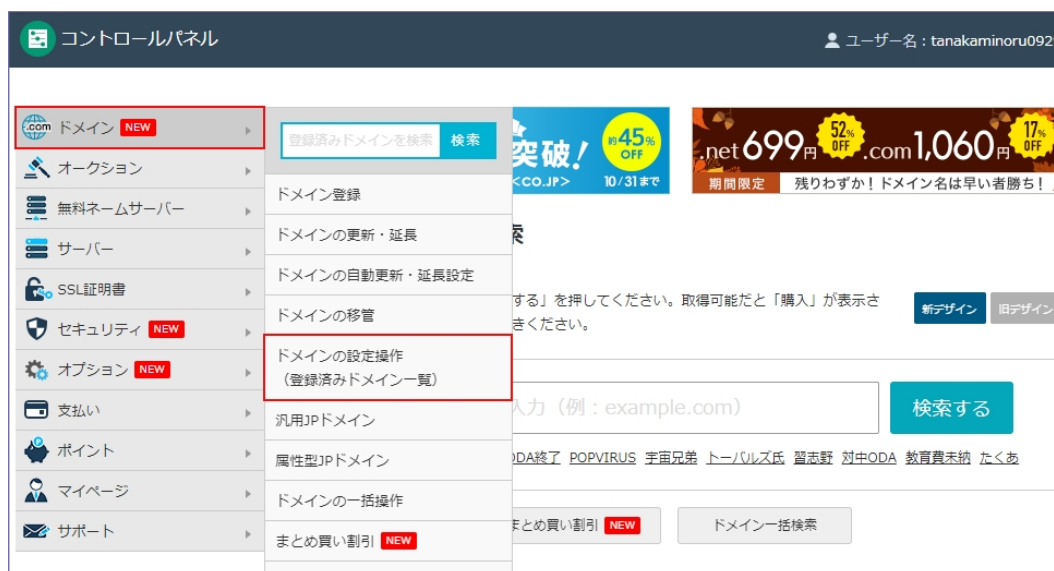 コントロールパネル
ユーザー名：tanakaminoru092
ドメイン NEW
オークション
無料ネームサーバー
サーバー
SSL証明書
セキュリティ NEW
オプション NEW
支払い
ポイント
マイページ
サポート
登録済みドメインを検索 検索
ドメイン登録
ドメインの更新・延長
ドメインの自動更新・延長設定
ドメインの移管
ドメインの設定操作
（登録済みドメイン一覧）
汎用JPドメイン
属性型JPドメイン
ドメインの一括操作
まとめ買い割引 NEW
突破！
約45%OFF
<CO.JP> 10/31まで
.net699円 52%OFF .com1,060円 17%OFF
期間限定 残りわずか！ドメイン名は早い者勝ち！
索
する」を押してください。取得可能だと「購入」が表示さ
きください。
新デザイン 旧デザイン
入力（例：example.com） 検索する
ODA終了 POPVIRUS 宇宙兄弟 トーバルズ氏 習志野 対中ODA 教育費未納 たくあ
まとめ買い割引 NEW ドメイン一括検索